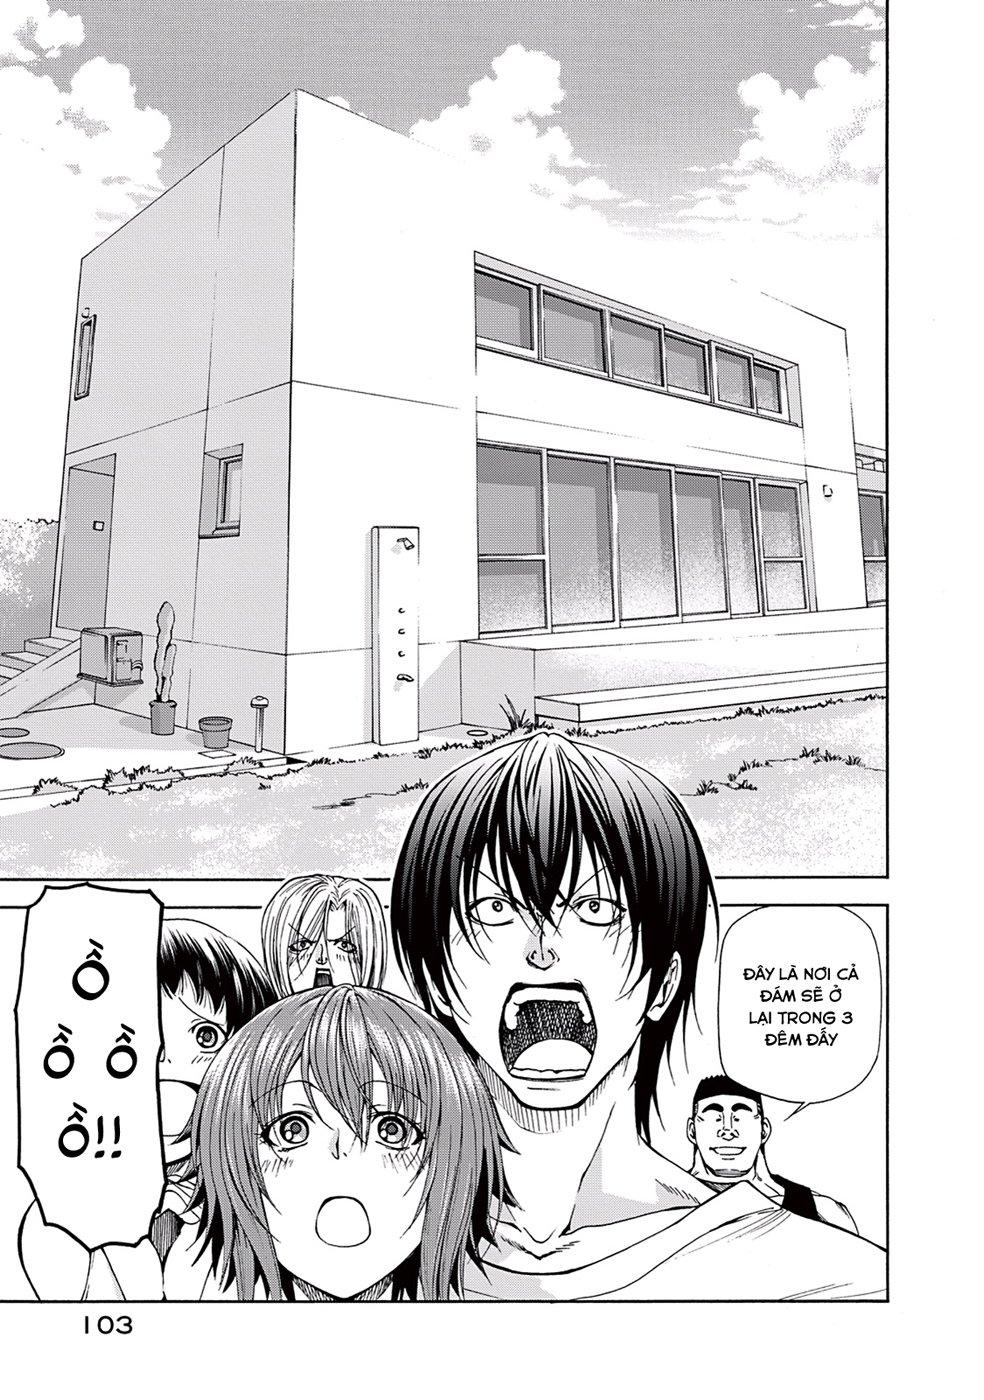 ĐÂY LÀ NƠI CẢ
ĐÁM SẼ Ở
LẠI TRONG 3
ĐÊM ĐẤY
Ồ
Ồ Ồ
Ồ!!
103